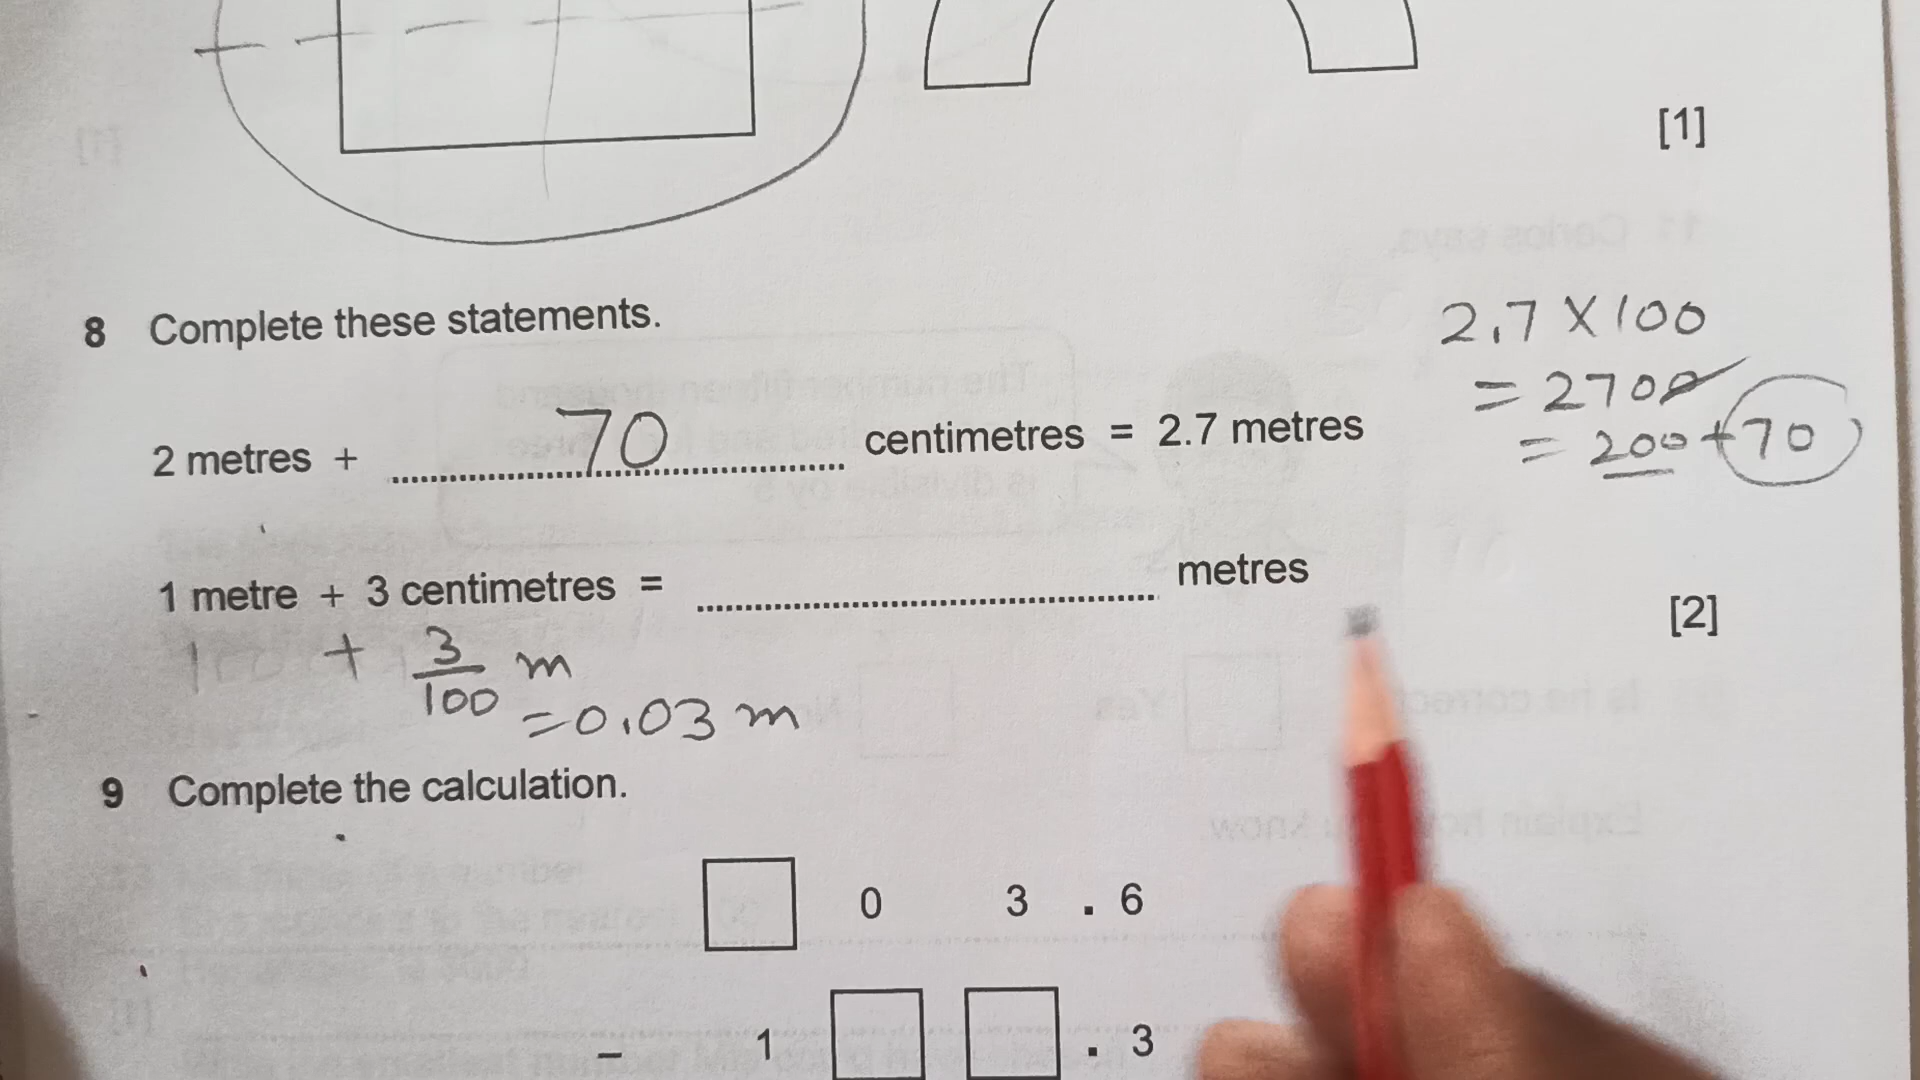 [1]
8 Complete these statements.
2.7 × 100
= 2700
2 metres + 70 centimetres = 2.7 metres
= 200 + 70
1 metre + 3 centimetres = metres
[2]
100 + 3/100 m
= 0.03 m
9 Complete the calculation.
0 3 . 6
– 1 . 3